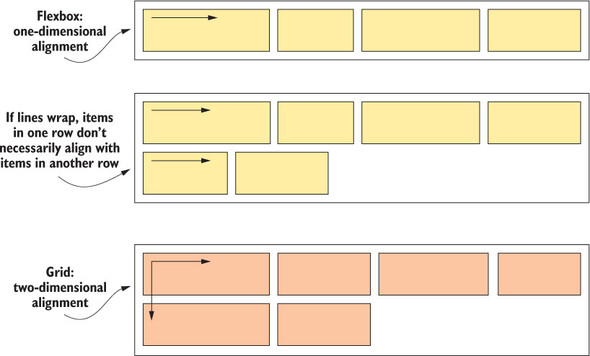 Flexbox:
one-dimensional
alignment
If lines wrap, items
in one row don't
necessarily align with
items in another row
Grid:
two-dimensional
alignment